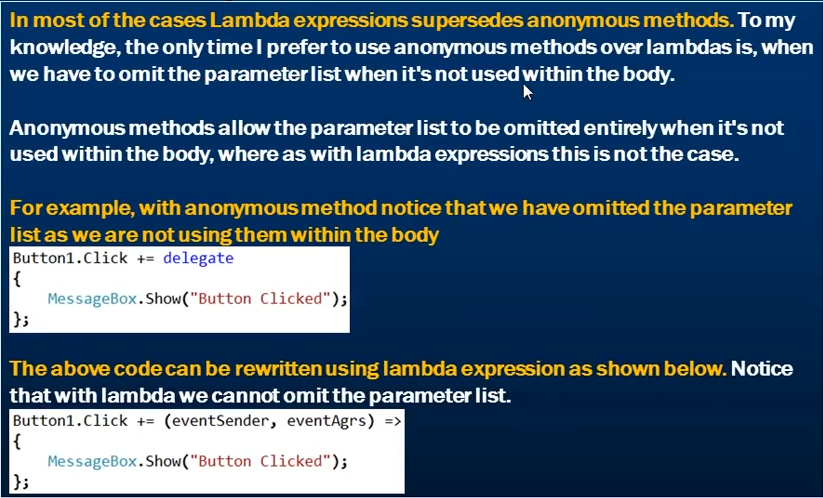 In most of the cases Lambda expressions supersedes anonymous methods. To my
knowledge, the only time I prefer to use anonymous methods over lambdas is, when
we have to omit the parameter list when it's not used within the body.
Anonymous methods allow the parameter list to be omitted entirely when it's not
used within the body, where as with lambda expressions this is not the case.
For example, with anonymous method notice that we have omitted the parameter
list as we are not using them within the body
Button1.Click += delegate
{
    MessageBox.Show("Button Clicked");
};
The above code can be rewritten using lambda expression as shown below. Notice
that with lambda we cannot omit the parameter list.
Button1.Click += (eventSender, eventAgrs) =>
{
    MessageBox.Show("Button Clicked");
};